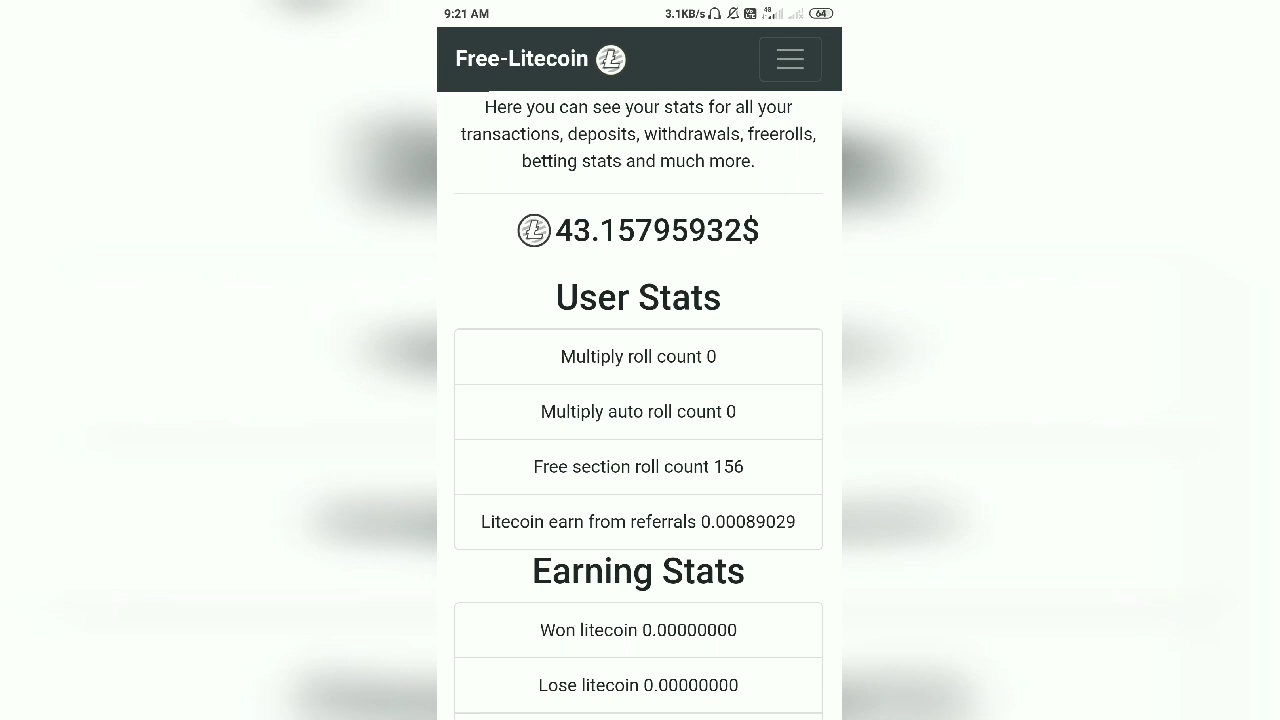 9:21 AM 3.1KB/s 4G 64
Free-Litecoin
Here you can see your stats for all your
transactions, deposits, withdrawals, freerolls,
betting stats and much more.
43.15795932$
User Stats
Multiply roll count 0
Multiply auto roll count 0
Free section roll count 156
Litecoin earn from referrals 0.00089029
Earning Stats
Won litecoin 0.00000000
Lose litecoin 0.00000000